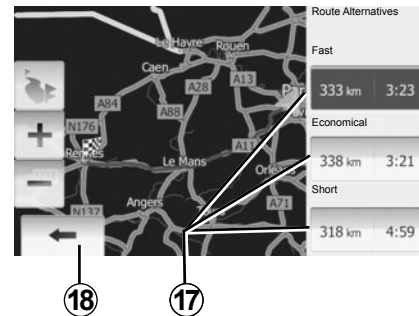 Route Alternatives
Le Havre
Rouen
Fast
Caen
A13
A28
333 km 3:23
A84
A88
Economical
N176
Rennes
A11
338 km 3:21
Le Mans
Short
Angers
A71
N137
318 km 4:59
18
17